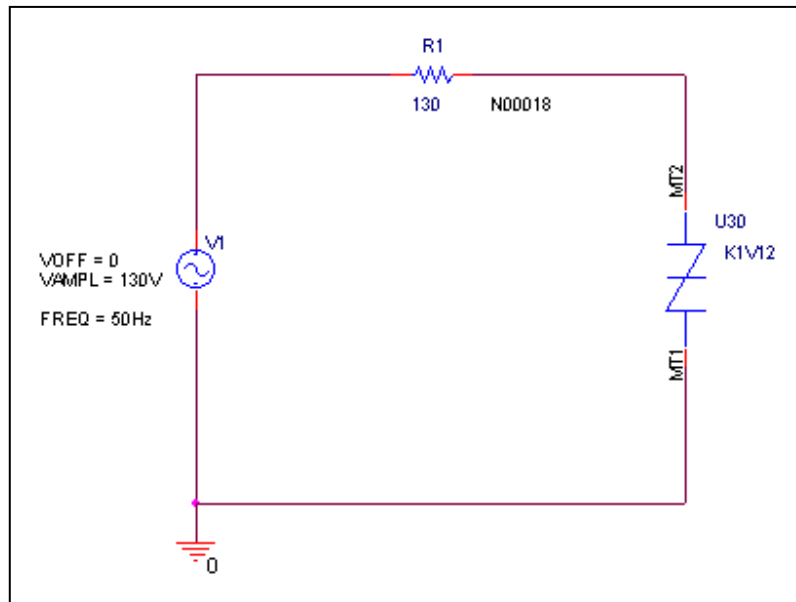 R1
130
N00018
MT2
U30
K1V12
V1
VOFF = 0
VAMPL = 130V
FREQ = 50Hz
MT1
0